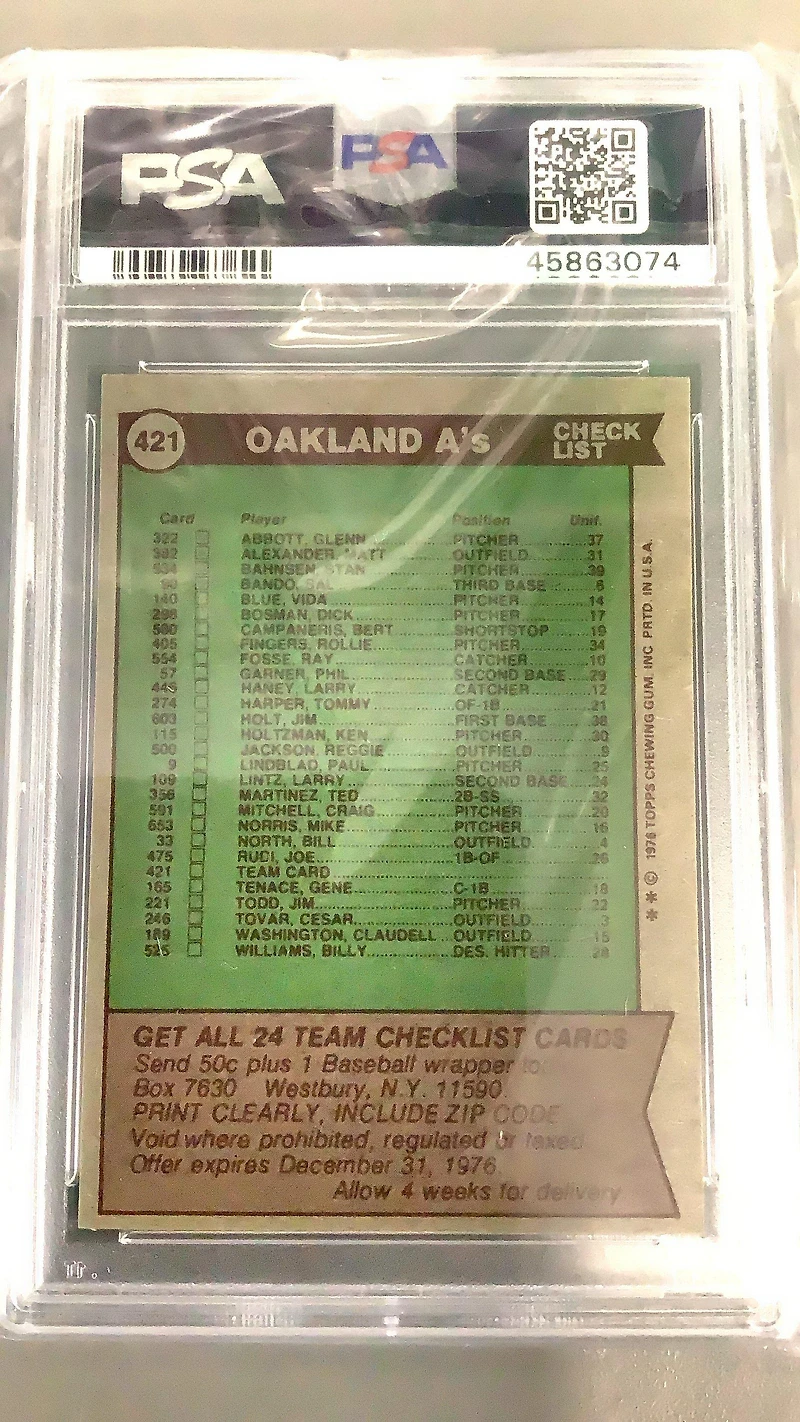 PSA PSA
45863074
421 OAKLAND A's CHECK LIST
Card Player Position Unif.
322 ABBOTT, GLENN PITCHER 37
382 ALEXANDER, MATT OUTFIELD 31
534 BAHNSEN, STAN PITCHER 39
90 BANDO, SAL THIRD BASE 6
140 BLUE, VIDA PITCHER 14
298 BOSMAN, DICK PITCHER 17
580 CAMPANERIS, BERT SHORTSTOP 19
405 FINGERS, ROLLIE PITCHER 34
554 FOSSE, RAY CATCHER 10
57 GARNER, PHIL SECOND BASE 29
446 HANEY, LARRY CATCHER 12
274 HARPER, TOMMY OF-1B 21
603 HOLT, JIM FIRST BASE 38
115 HOLTZMAN, KEN PITCHER 30
500 JACKSON, REGGIE OUTFIELD 9
9 LINDBLAD, PAUL PITCHER 25
109 LINTZ, LARRY SECOND BASE
356 MARTINEZ, TED 2B-SS 32
591 MITCHELL, CRAIG PITCHER 20
653 NORRIS, MIKE PITCHER 16
33 NORTH, BILL OUTFIELD 4
475 RUDI, JOE 1B-OF 26
421 TEAM CARD
165 TENACE, GENE C-1B 18
221 TODD, JIM PITCHER 22
246 TOVAR, CESAR OUTFIELD 3
189 WASHINGTON, CLAUDELL OUTFIELD 15
525 WILLIAMS, BILLY DES. HITTER 28
* * © 1976 TOPPS CHEWING GUM, INC. PRTD. IN U.S.A.
GET ALL 24 TEAM CHECKLIST CARDS
Send 50c plus 1 Baseball wrapper to
Box 7630 Westbury, N.Y. 11590.
PRINT CLEARLY, INCLUDE ZIP CODE
Void where prohibited, regulated or taxed
Offer expires December 31, 1976.
Allow 4 weeks for delivery